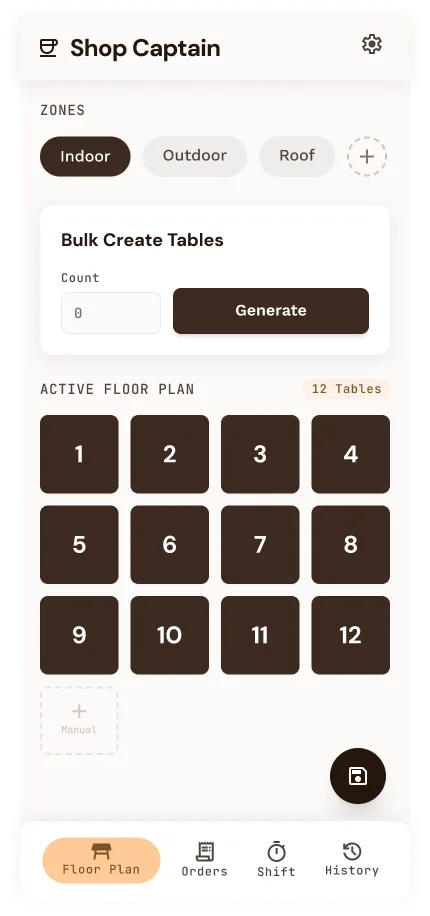 Shop Captain
ZONES
Indoor Outdoor Roof +
Bulk Create Tables
Count
0 Generate
ACTIVE FLOOR PLAN 12 Tables
1 2 3 4
5 6 7 8
9 10 11 12
+
Manual
Floor Plan Orders Shift History